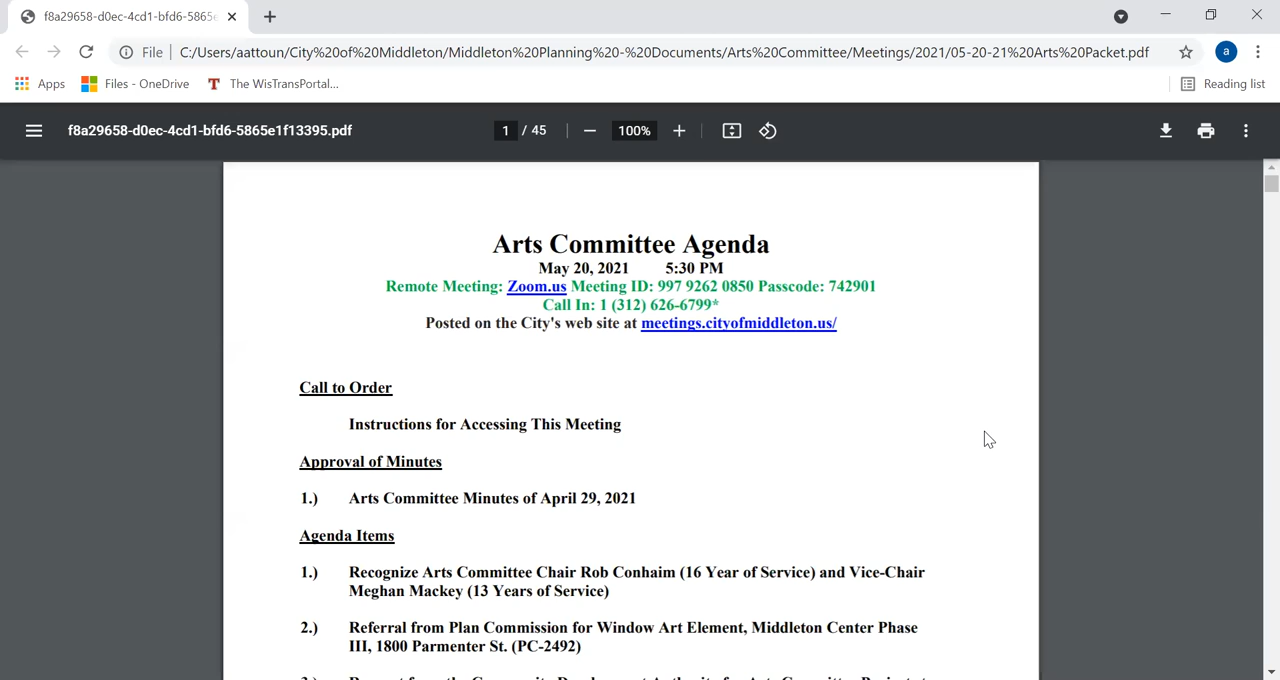 f8a29658-d0ec-4cd1-bfd6-5865e
File
C:/Users/aattoun/City%20of%20Middleton/Middleton%20Planning%20-%20Documents/Arts%20Committee/Meetings/2021/05-20-21%20Arts%20Packet.pdf
a
Apps
Files - OneDrive
The WisTransPortal...
Reading list
f8a29658-d0ec-4cd1-bfd6-5865e1f13395.pdf
1 / 45
100%
Arts Committee Agenda
May 20, 2021 5:30 PM
Remote Meeting: Zoom.us Meeting ID: 997 9262 0850 Passcode: 742901
Call In: 1 (312) 626-6799*
Posted on the City's web site at meetings.cityofmiddleton.us/
Call to Order
Instructions for Accessing This Meeting
Approval of Minutes
1.) Arts Committee Minutes of April 29, 2021
Agenda Items
1.) Recognize Arts Committee Chair Rob Conhaim (16 Year of Service) and Vice-Chair
Meghan Mackey (13 Years of Service)
2.) Referral from Plan Commission for Window Art Element, Middleton Center Phase
III, 1800 Parmenter St. (PC-2492)